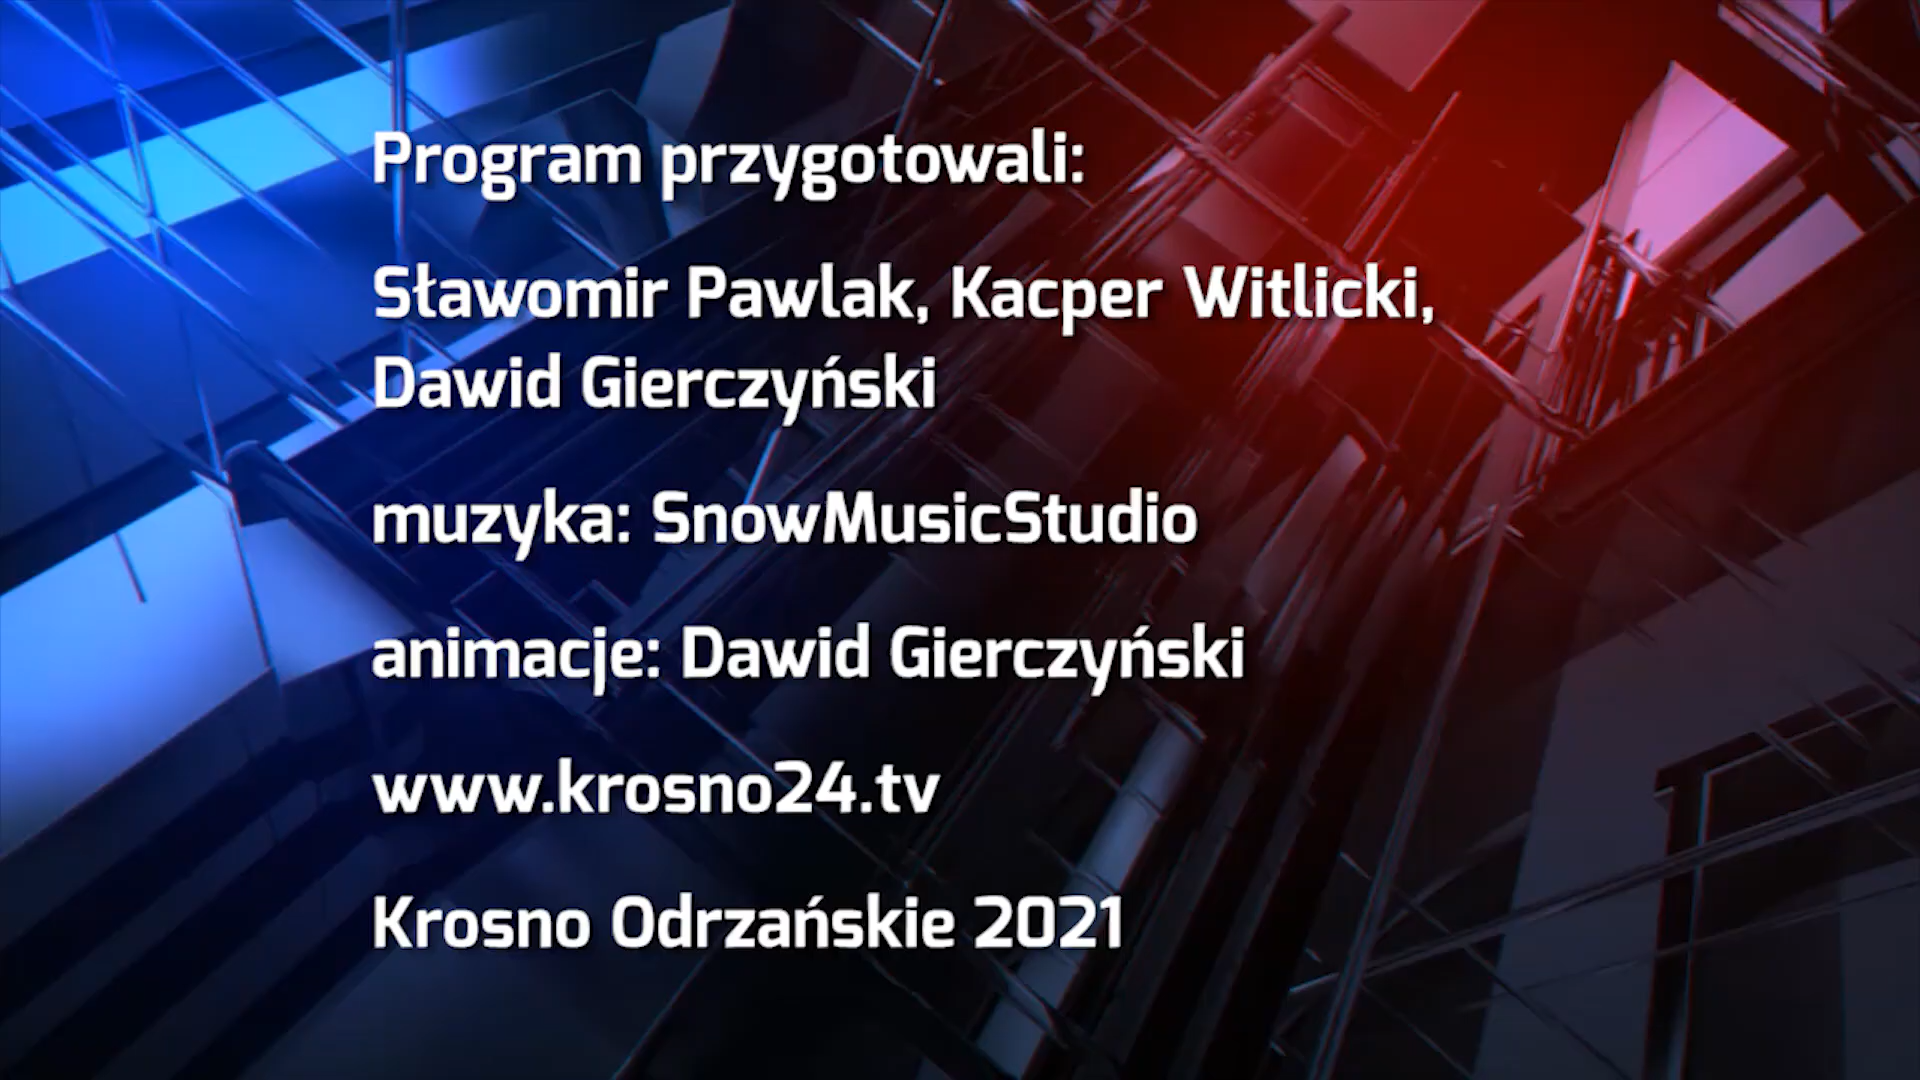 Program przygotowali:
Sławomir Pawlak, Kacper Witlicki,
Dawid Gierczyński
muzyka: SnowMusicStudio
animacje: Dawid Gierczyński
www.krosno24.tv
Krosno Odrzańskie 2021